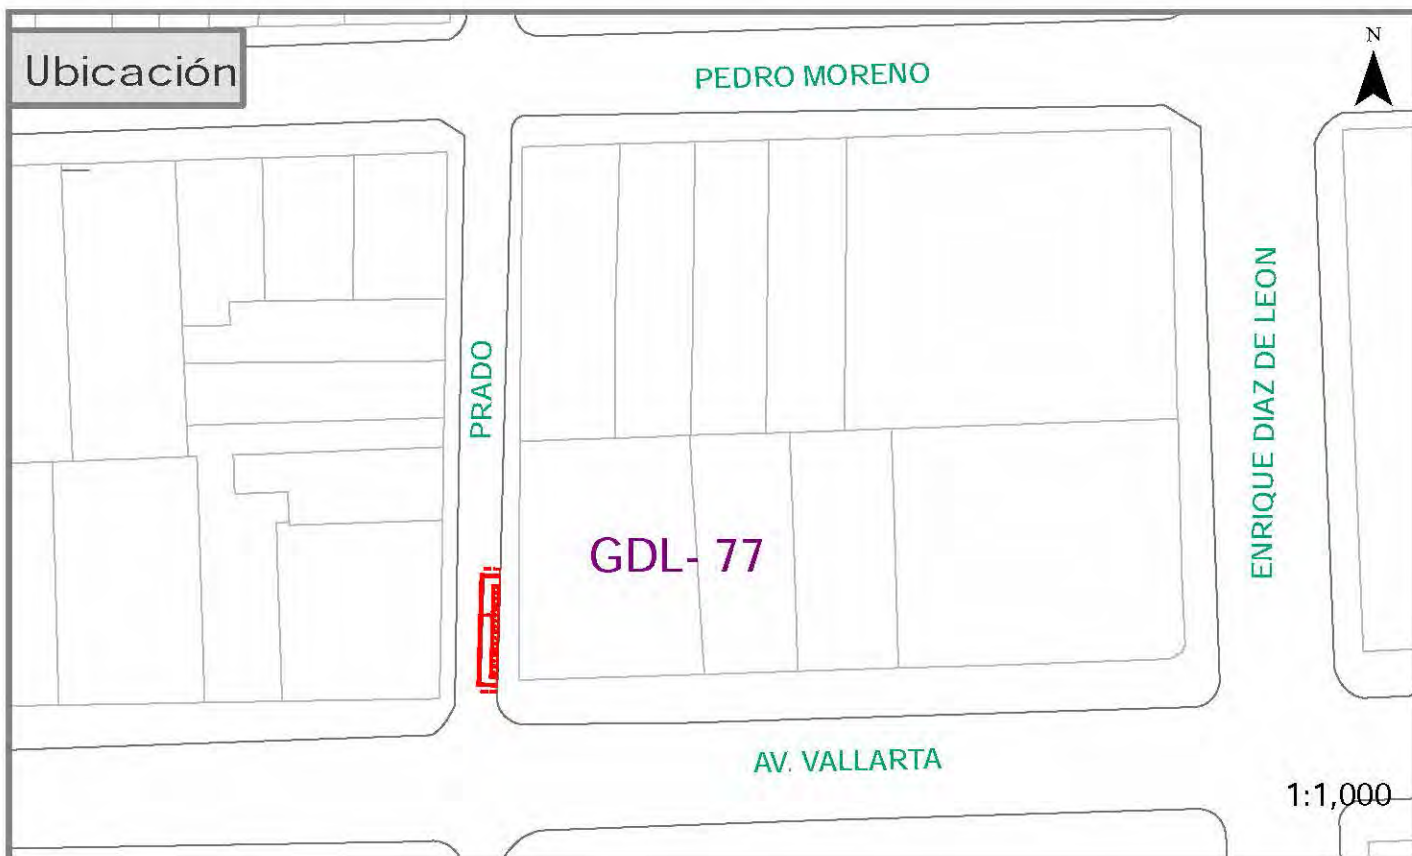 Ubicación
PEDRO MORENO
N
PRADO
ENRIQUE DIAZ DE LEON
GDL- 77
AV. VALLARTA
1:1,000